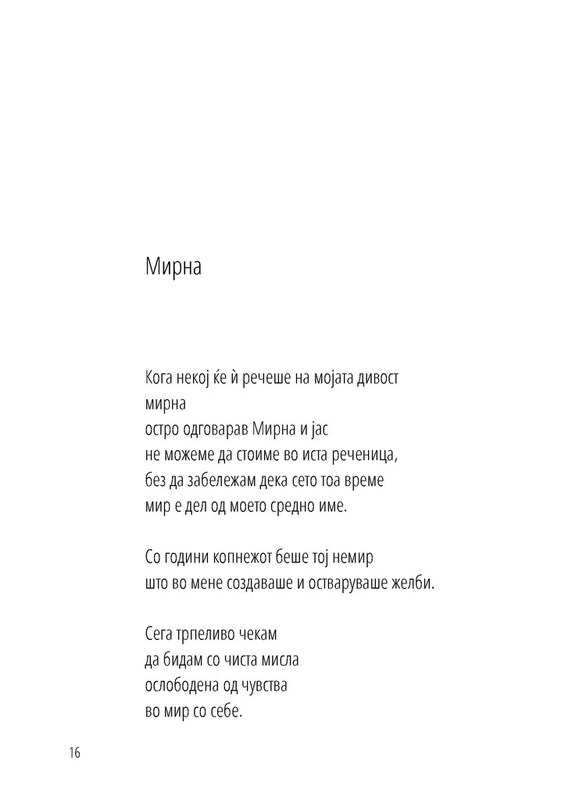 Мирна
Кога некој ќе ѝ речеше на мојата дивост
мирна
остро одговарав Мирна и јас
не можеме да стоиме во иста реченица,
без да забележам дека сето тоа време
мир е дел од моето средно име.
Со години копнежот беше тој немир
што во мене создаваше и остваруваше желби.
Сега трпеливо чекам
да бидам со чиста мисла
ослободена од чувства
во мир со себе.
16